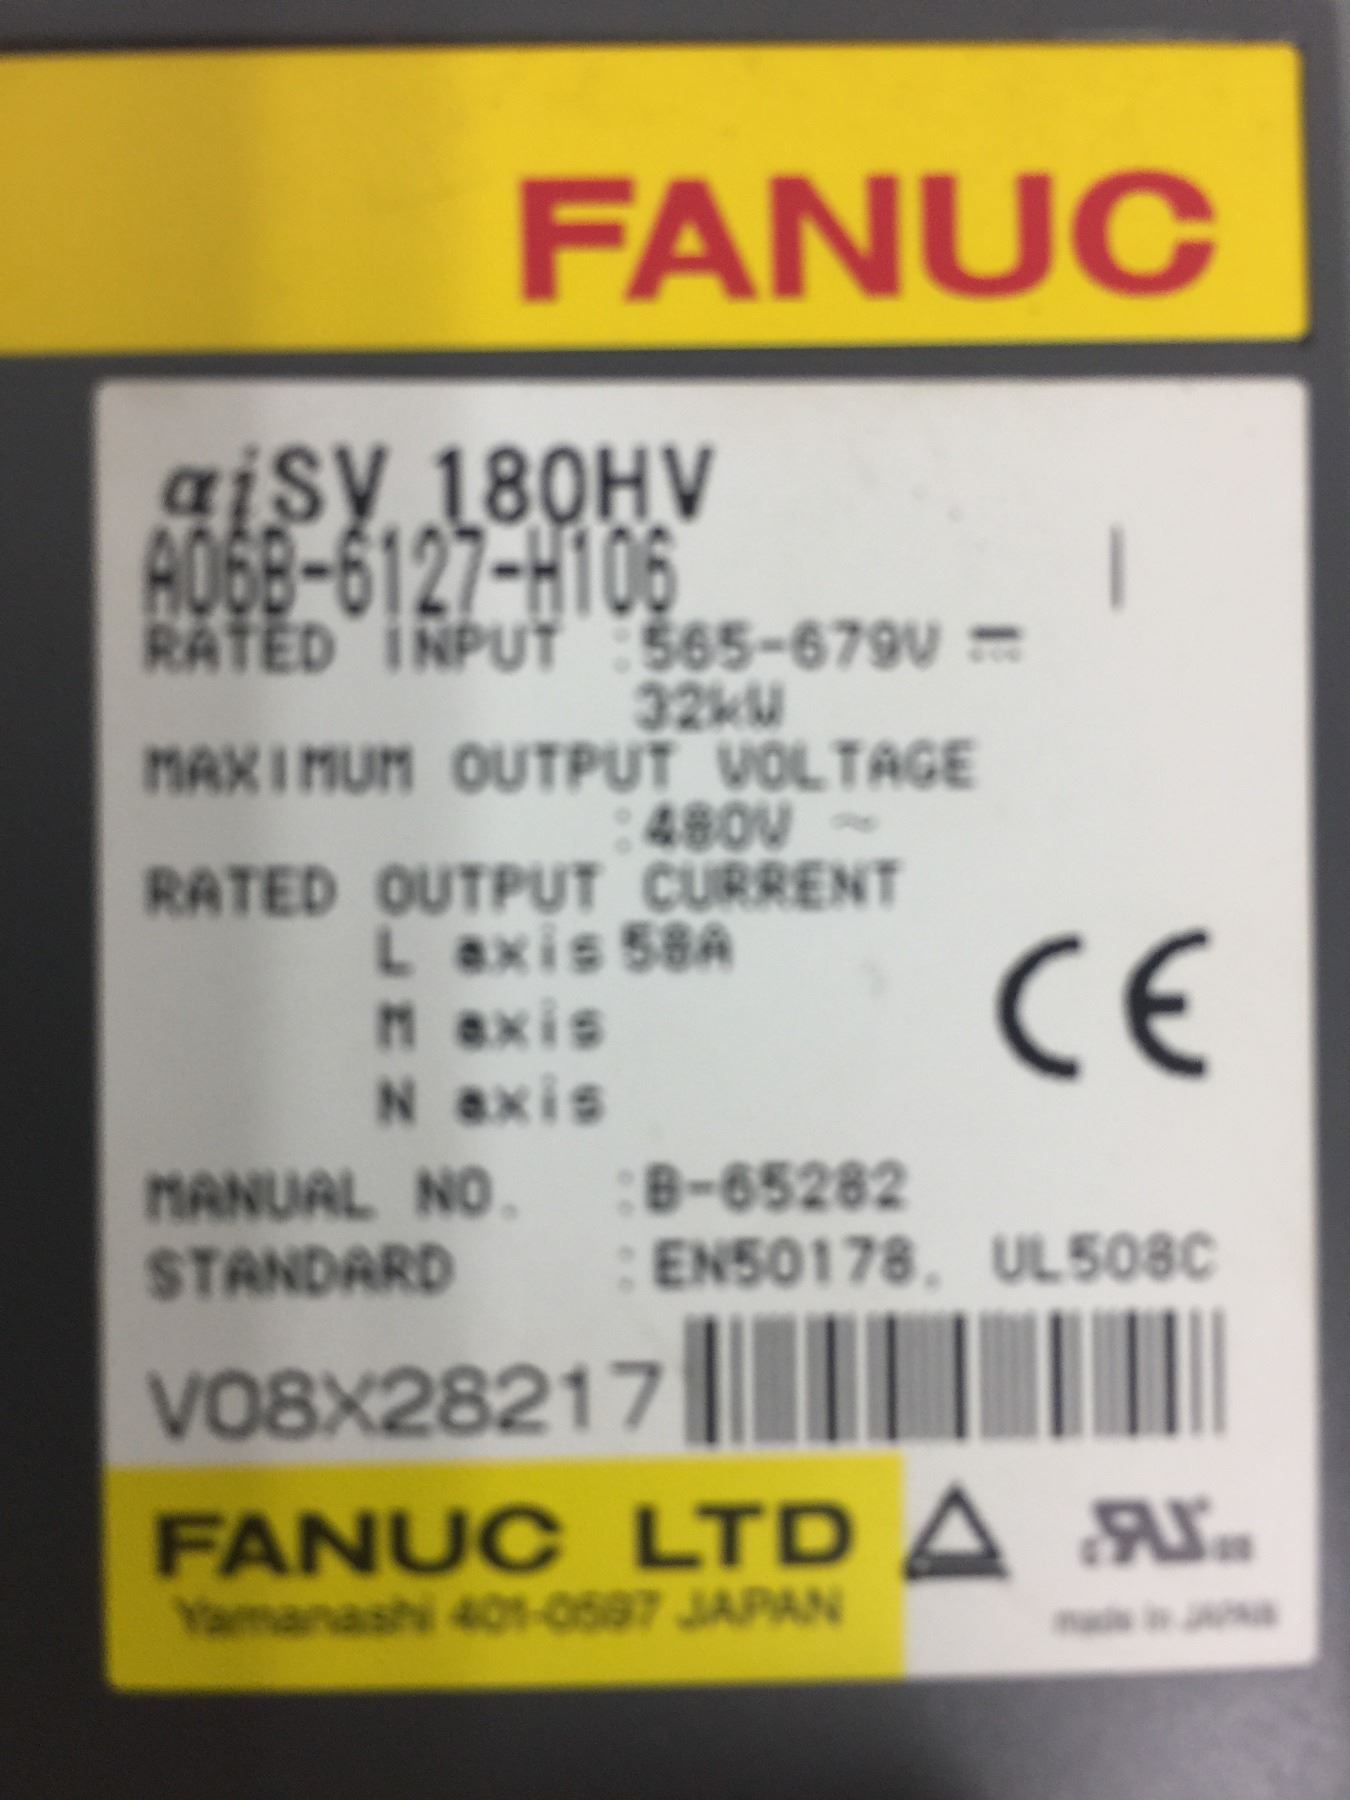 FANUC
αiSV 180HV
A06B-6127-H106
RATED INPUT :565-679V ⎓
32kW
MAXIMUM OUTPUT VOLTAGE
:480V ~
RATED OUTPUT CURRENT
L axis 58A
M axis
N axis
CE
MANUAL NO. :B-65282
STANDARD :EN50178, UL508C
V08X28217
FANUC LTD
Yamanashi 401-0597 JAPAN
made in JAPAN